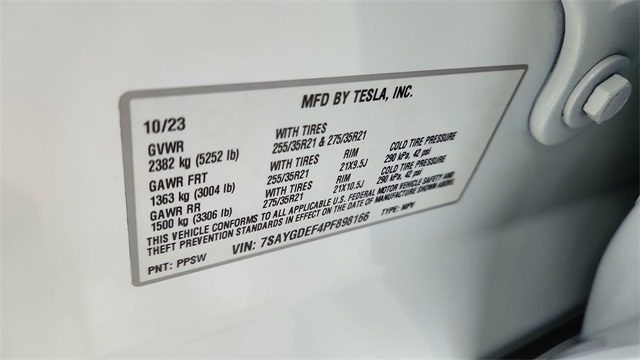 MFD BY TESLA, INC.
10/23
GVWR WITH TIRES
2382 kg (5252 lb) 255/35R21 & 275/35R21
GAWR FRT WITH TIRES RIM COLD TIRE PRESSURE
1363 kg (3004 lb) 255/35R21 21X9.5J 290 kPa, 42 psi
GAWR RR WITH TIRES RIM COLD TIRE PRESSURE
1500 kg (3306 lb) 275/35R21 21X10.5J 290 kPa, 42 psi
THIS VEHICLE CONFORMS TO ALL APPLICABLE U.S. FEDERAL MOTOR VEHICLE SAFETY AND
THEFT PREVENTION STANDARDS IN EFFECT ON THE DATE OF MANUFACTURE SHOWN ABOVE.
PNT: PPSW VIN: 7SAYGDEF4PF898166 TYPE: MPV